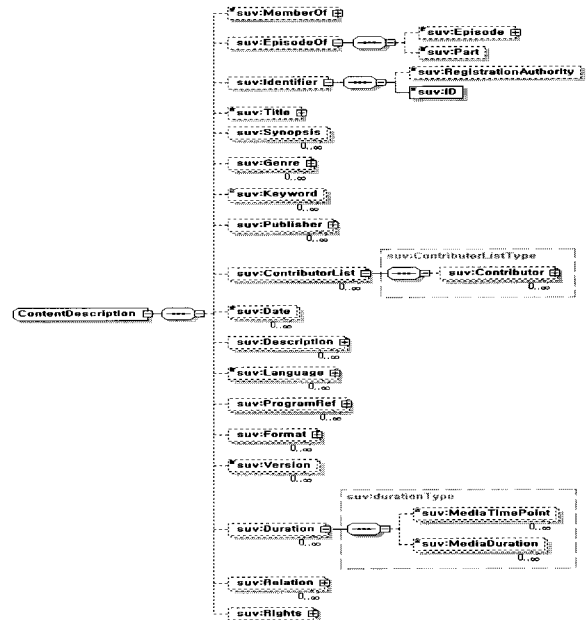 suv:MemberOf
suv:EpisodeOf
suv:Episode
suv:Part
suv:Identifier
suv:RegistrationAuthority
suv:ID
suv:Title
suv:Synopsis
0..∞
suv:Genre
0..∞
suv:Keyword
0..∞
suv:Publisher
0..∞
suv:ContributorListType
suv:ContributorList
0..∞
suv:Contributor
0..∞
ContentDescription
suv:Date
0..∞
suv:Description
0..∞
suv:Language
0..∞
suv:ProgramRef
0..∞
suv:Format
0..∞
suv:Version
0..∞
suv:durationType
suv:Duration
0..∞
suv:MediaTimePoint
0..∞
suv:MediaDuration
0..∞
suv:Relation
0..∞
suv:Rights